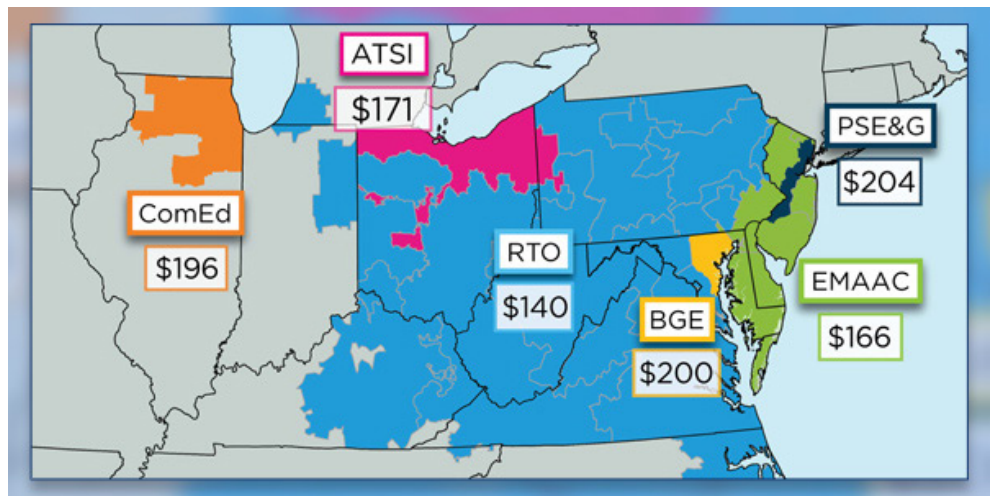 ATSI
$171
PSE&G
$204
ComEd
$196
RTO
$140
EMAAC
$166
BGE
$200